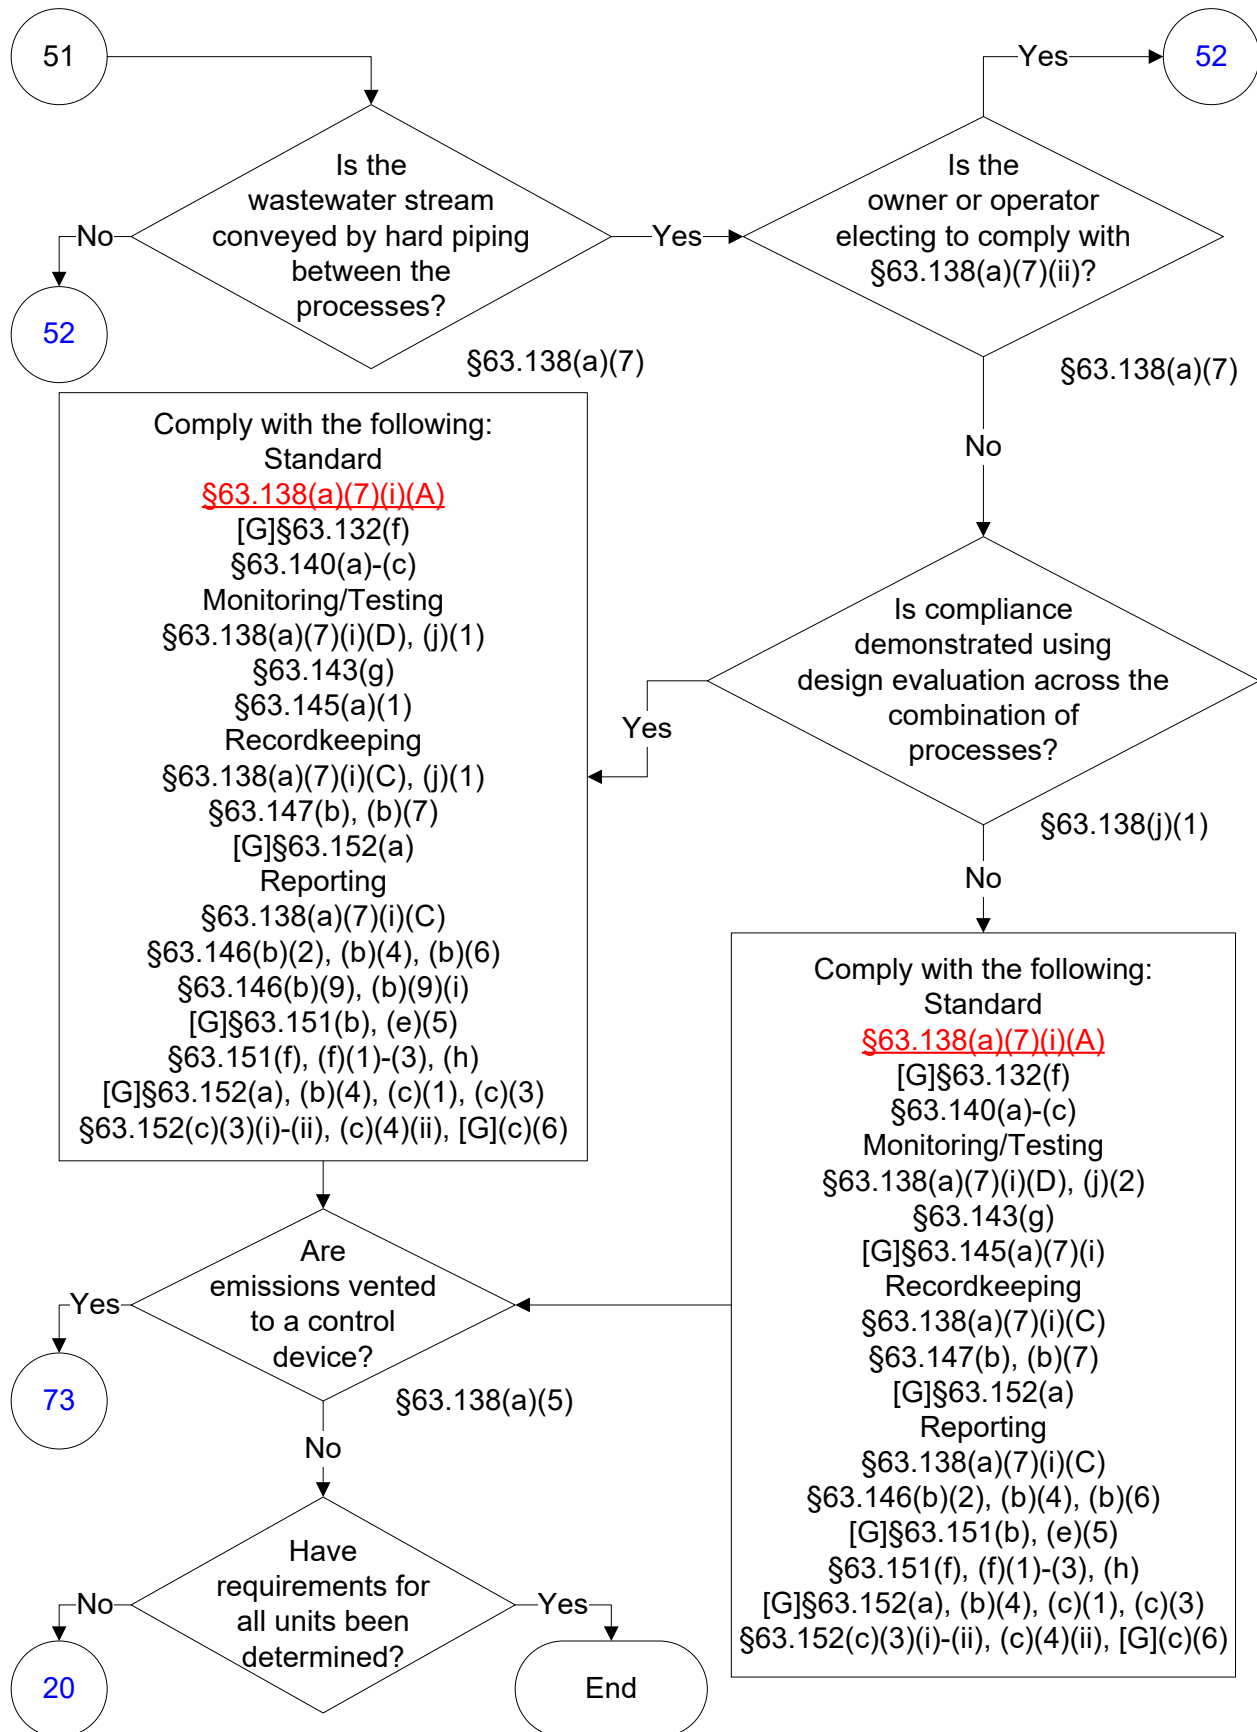 51
Is the
wastewater stream
conveyed by hard piping
between the
processes?
§63.138(a)(7)
No
52
Yes
Is the
owner or operator
electing to comply with
§63.138(a)(7)(ii)?
§63.138(a)(7)
Yes
52
No
Is compliance
demonstrated using
design evaluation across the
combination of
processes?
§63.138(j)(1)
Yes
Comply with the following:
Standard
§63.138(a)(7)(i)(A)
[G]§63.132(f)
§63.140(a)-(c)
Monitoring/Testing
§63.138(a)(7)(i)(D), (j)(1)
§63.143(g)
§63.145(a)(1)
Recordkeeping
§63.138(a)(7)(i)(C), (j)(1)
§63.147(b), (b)(7)
[G]§63.152(a)
Reporting
§63.138(a)(7)(i)(C)
§63.146(b)(2), (b)(4), (b)(6)
§63.146(b)(9), (b)(9)(i)
[G]§63.151(b), (e)(5)
§63.151(f), (f)(1)-(3), (h)
[G]§63.152(a), (b)(4), (c)(1), (c)(3)
§63.152(c)(3)(i)-(ii), (c)(4)(ii), [G](c)(6)
No
Comply with the following:
Standard
§63.138(a)(7)(i)(A)
[G]§63.132(f)
§63.140(a)-(c)
Monitoring/Testing
§63.138(a)(7)(i)(D), (j)(2)
§63.143(g)
[G]§63.145(a)(7)(i)
Recordkeeping
§63.138(a)(7)(i)(C)
§63.147(b), (b)(7)
[G]§63.152(a)
Reporting
§63.138(a)(7)(i)(C)
§63.146(b)(2), (b)(4), (b)(6)
[G]§63.151(b), (e)(5)
§63.151(f), (f)(1)-(3), (h)
[G]§63.152(a), (b)(4), (c)(1), (c)(3)
§63.152(c)(3)(i)-(ii), (c)(4)(ii), [G](c)(6)
Are
emissions vented
to a control
device?
§63.138(a)(5)
Yes
73
No
Have
requirements for
all units been
determined?
No
20
Yes
End